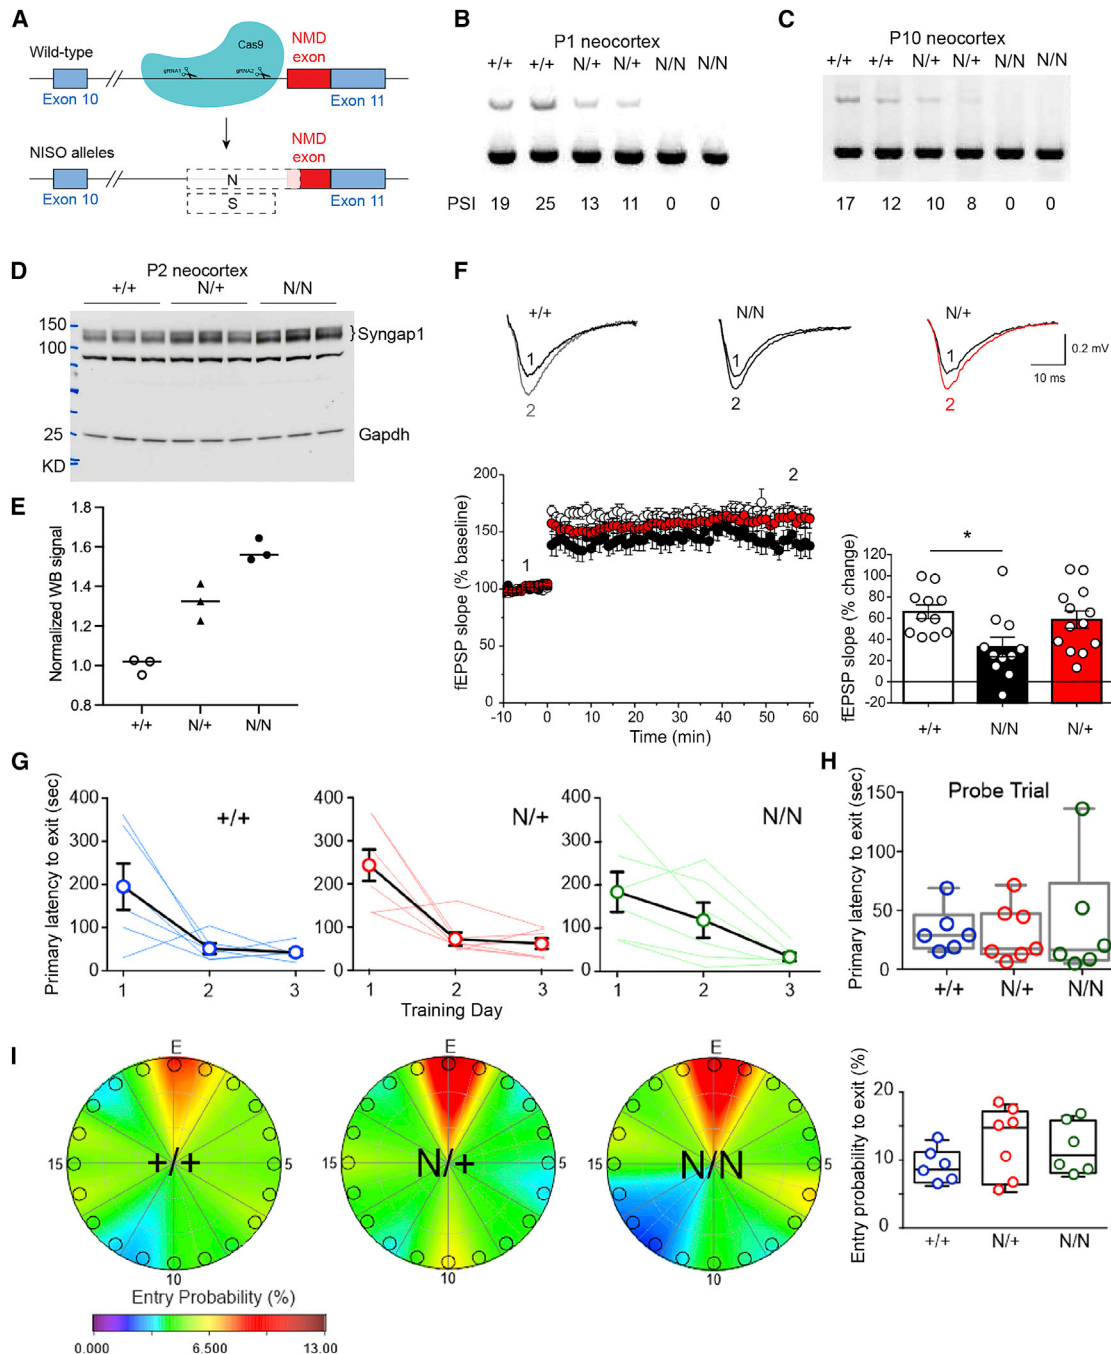 A
Wild-type
Cas9
gRNA1
gRNA2
NMD
exon
Exon 10
Exon 11
NISO alleles
NMD
exon
N
S
Exon 10
Exon 11
B
P1 neocortex
+/+ +/+ N/+ N/+ N/N N/N
PSI 19 25 13 11 0 0
C
P10 neocortex
+/+ +/+ N/+ N/+ N/N N/N
17 12 10 8 0 0
D
P2 neocortex
+/+ N/+ N/N
150
100
25
KD
}Syngap1
Gapdh
E
Normalized WB signal
1.8
1.6
1.4
1.2
1.0
0.8
+/+ N/+ N/N
F
+/+ N/N N/+
1 1 1
2 2 2
0.2 mV
10 ms
fEPSP slope (% baseline)
200
150
100
50
0
1
2
-10 0 10 20 30 40 50 60
Time (min)
fEPSP slope (% change)
120
100
80
60
40
20
0
-20
*
+/+ N/N N/+
G
Primary latency to exit (sec)
400
300
200
100
0
+/+
1 2 3
400
300
200
100
0
N/+
1 2 3
400
300
200
100
0
N/N
1 2 3
Training Day
H
Primary latency to exit (sec)
150
100
50
0
Probe Trial
+/+ N/+ N/N
I
E
15
5
10
+/+
E
15
5
10
N/+
E
15
5
10
N/N
Entry Probability (%)
0.000 6.500 13.00
Entry probability to exit (%)
20
10
0
+/+ N/+ N/N